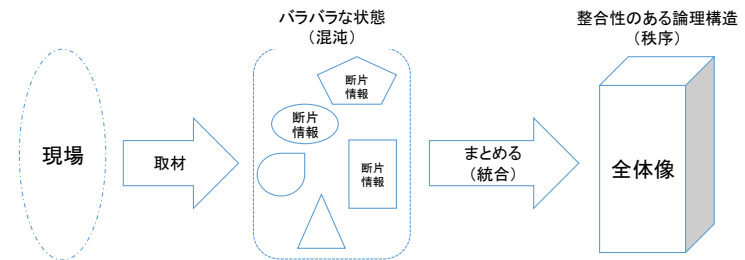 バラバラな状態
（混沌）
整合性のある論理構造
（秩序）
現場
取材
断片
情報
断片
情報
断片
情報
まとめる
（統合）
全体像